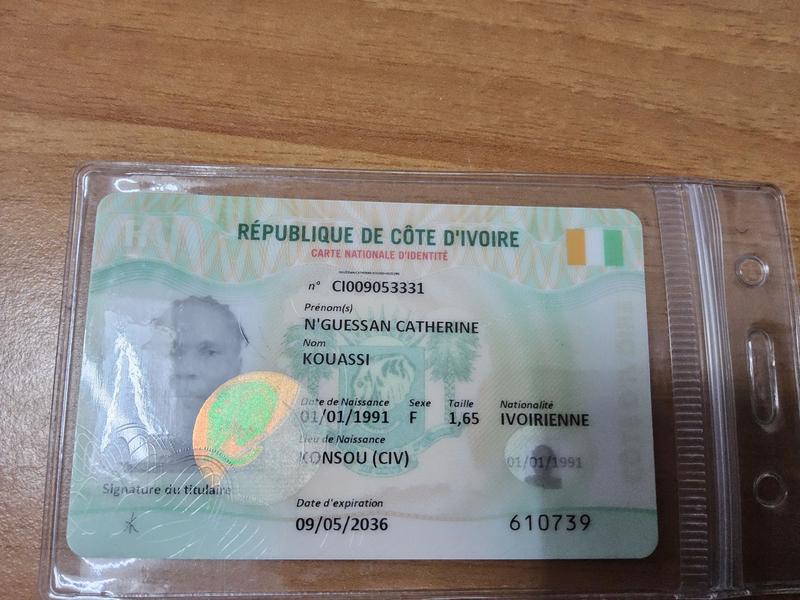 RÉPUBLIQUE DE CÔTE D'IVOIRE
CARTE NATIONALE D'IDENTITÉ
n° CI009053331
Prénom(s)
N'GUESSAN CATHERINE
Nom
KOUASSI
Date de Naissance Sexe Taille Nationalité
01/01/1991 F 1,65 IVOIRIENNE
Lieu de Naissance
KONSOU (CIV)
01/01/1991
Signature du titulaire
Date d'expiration
09/05/2036
610739